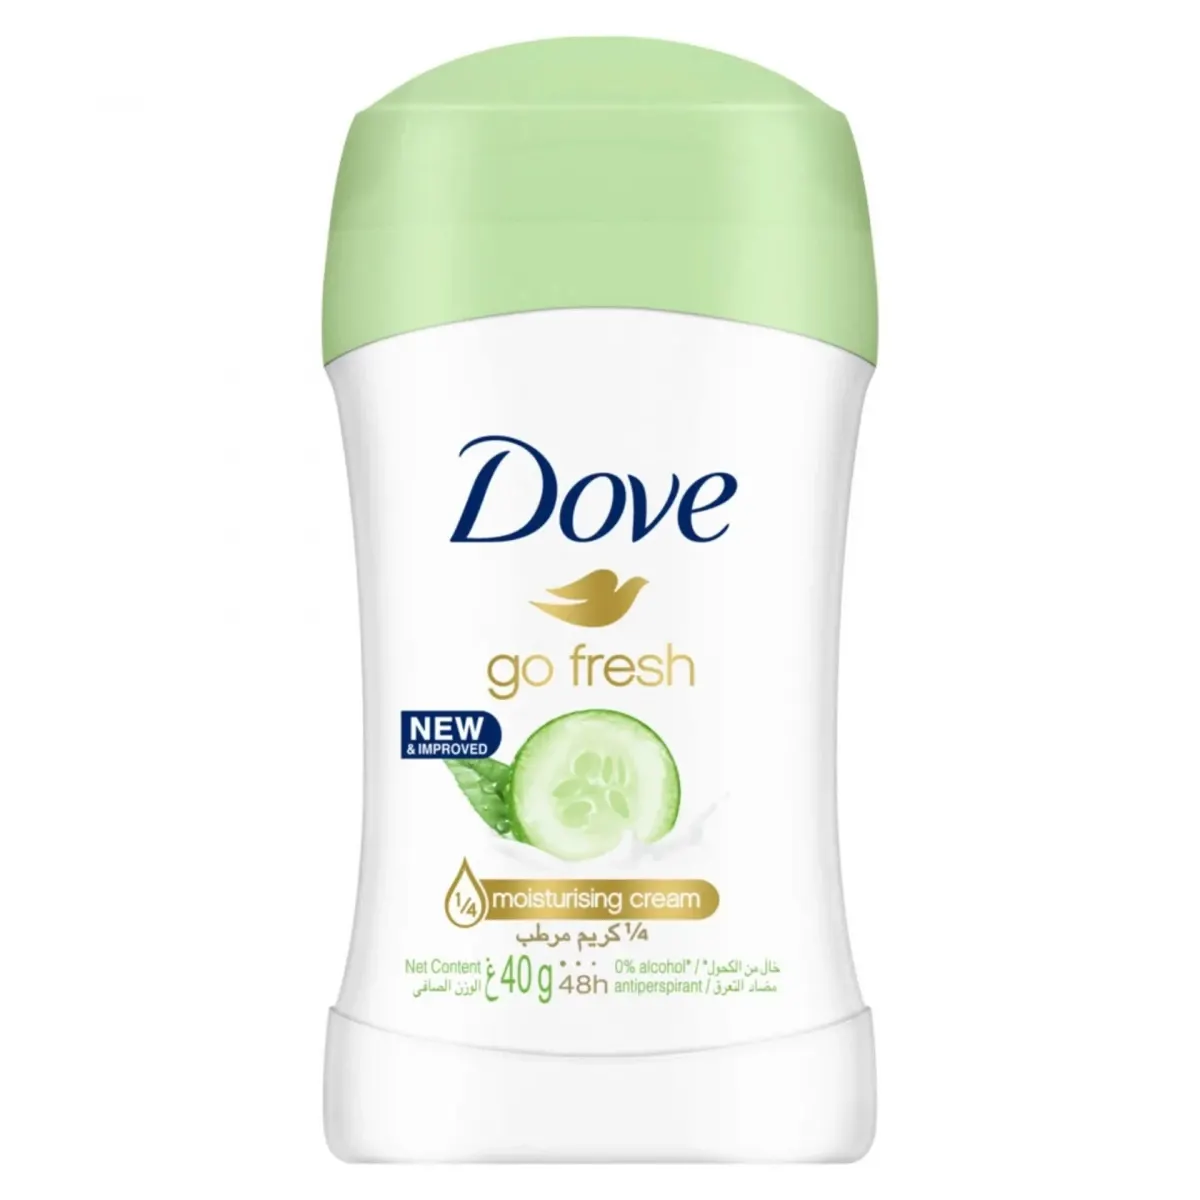 Dove
go fresh
NEW
& IMPROVED
1/4 moisturising cream
1/4 كريم مرطب
Net Content
الوزن الصافي
40 g غ
48h
0% alcohol* / خالٍ من الكحول*
antiperspirant / مضاد التعرق